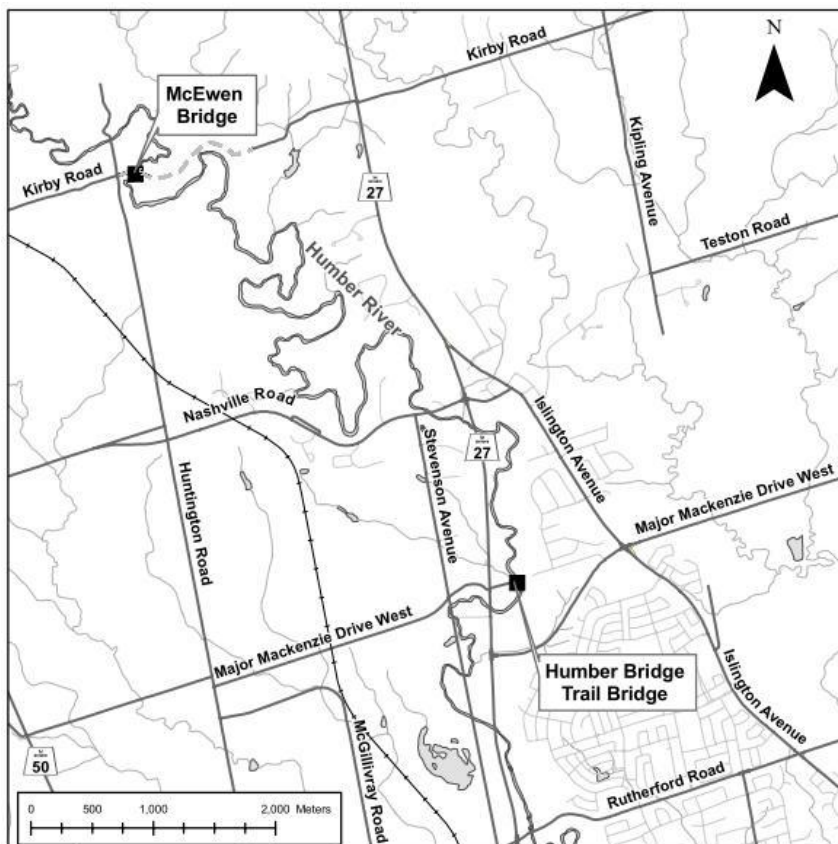 N
Kirby Road
McEwen
Bridge
Kipling Avenue
Kirby Road
27
Teston Road
Humber River
Nashville Road
Islington Avenue
Stevenson Avenue
27
Huntington Road
Major Mackenzie Drive West
Major Mackenzie Drive West
Humber Bridge
Trail Bridge
Islington Avenue
McGillivray Road
50
Rutherford Road
0 500 1,000 2,000 Meters